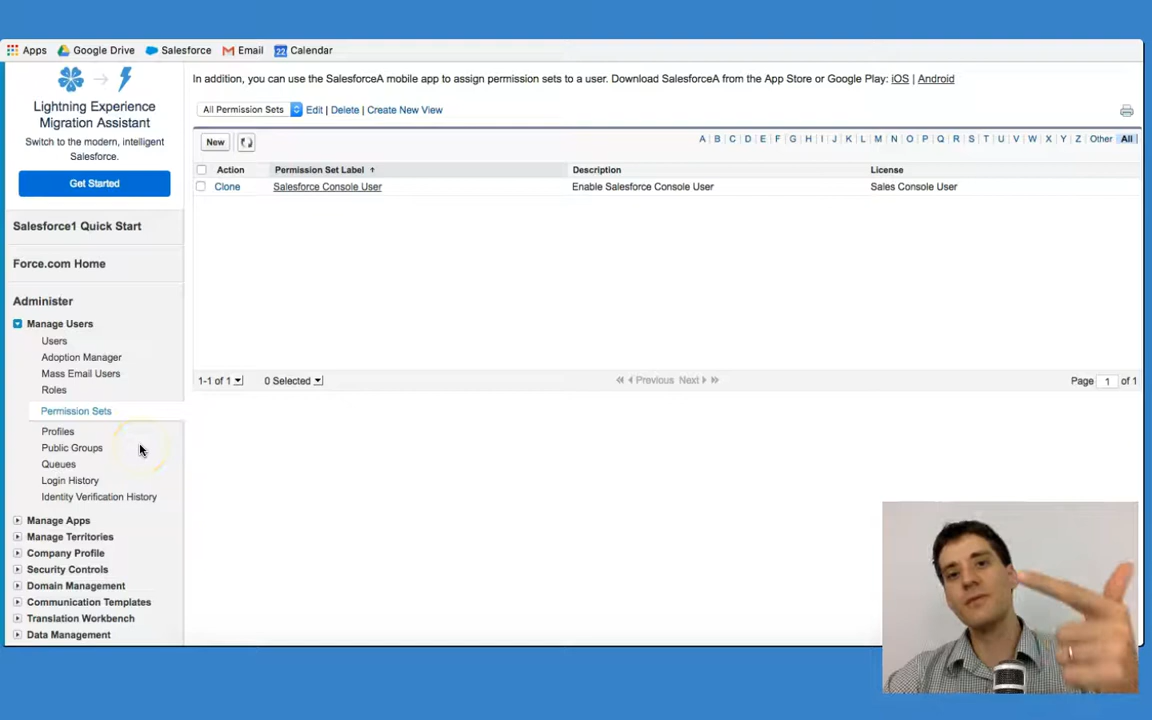 Apps Google Drive Salesforce Email 22 Calendar
Lightning Experience
Migration Assistant
Switch to the modern, intelligent
Salesforce.
Get Started
Salesforce1 Quick Start
Force.com Home
Administer
Manage Users
Users
Adoption Manager
Mass Email Users
Roles
Permission Sets
Profiles
Public Groups
Queues
Login History
Identity Verification History
Manage Apps
Manage Territories
Company Profile
Security Controls
Domain Management
Communication Templates
Translation Workbench
Data Management
In addition, you can use the SalesforceA mobile app to assign permission sets to a user. Download SalesforceA from the App Store or Google Play: iOS | Android
All Permission Sets Edit | Delete | Create New View
New A B C D E F G H I J K L M N O P Q R S T U V W X Y Z Other All
Action Permission Set Label ↑ Description License
Clone Salesforce Console User Enable Salesforce Console User Sales Console User
1-1 of 1 0 Selected Previous Next Page 1 of 1